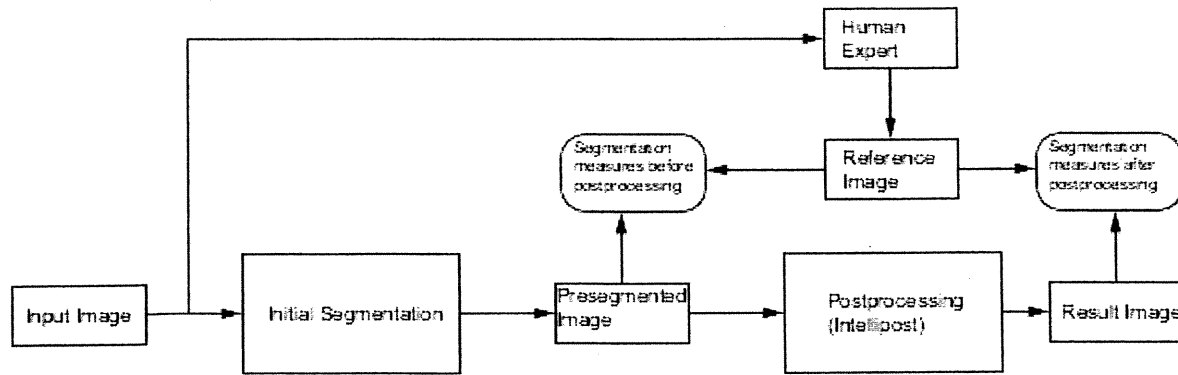 Human
Expert
Segmentation
measures before
postprocessing
Reference
Image
Segmentation
measures after
postprocessing
Input Image
Initial Segmentation
Presegmented
Image
Postprocessing
(Intellipost)
Result Image